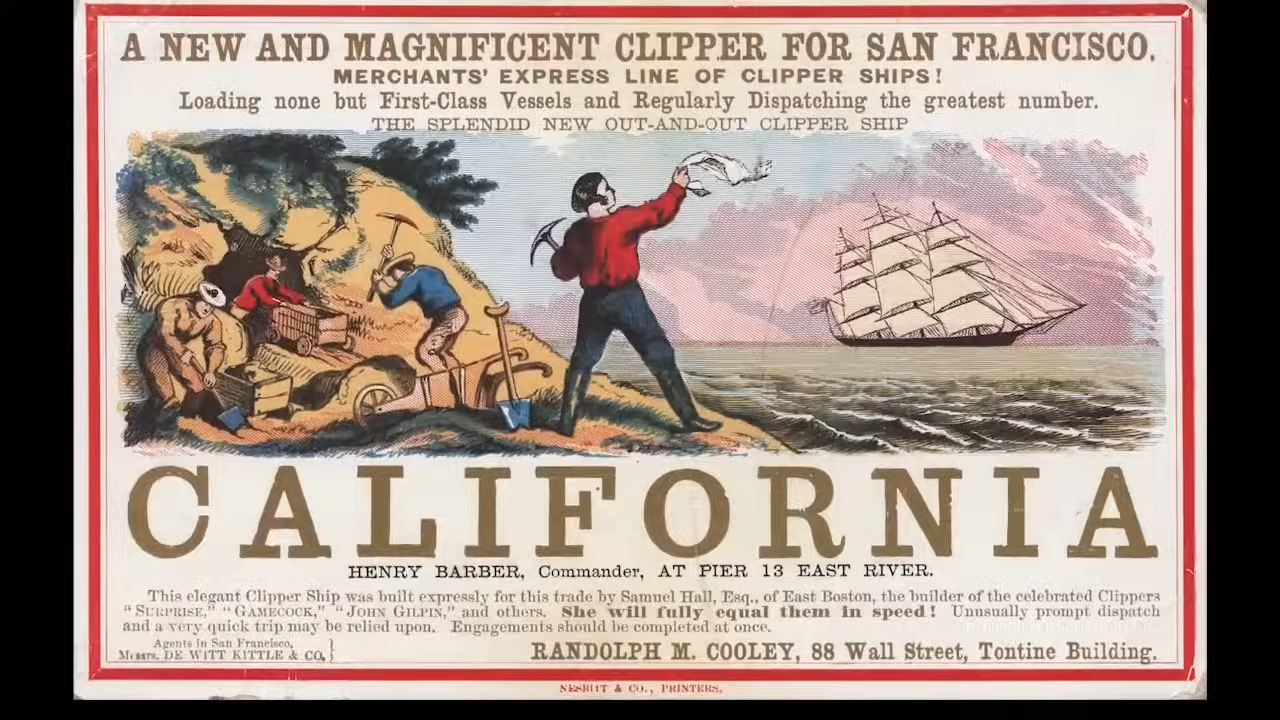 A NEW AND MAGNIFICENT CLIPPER FOR SAN FRANCISCO.
MERCHANTS' EXPRESS LINE OF CLIPPER SHIPS!
Loading none but First-Class Vessels and Regularly Dispatching the greatest number.
THE SPLENDID NEW OUT-AND-OUT CLIPPER SHIP
CALIFORNIA
HENRY BARBER, Commander, AT PIER 13 EAST RIVER.
This elegant Clipper Ship was built expressly for this trade by Samuel Hall, Esq., of East Boston, the builder of the celebrated Clippers
"SURPRISE," "GAMECOCK," "JOHN GILPIN," and others. She will fully equal them in speed! Unusually prompt dispatch
and a very quick trip may be relied upon. Engagements should be completed at once.
Agents in San Francisco,
Messrs. DE WITT KITTLE & CO.
RANDOLPH M. COOLEY, 88 Wall Street, Tontine Building.
NESBITT & CO., PRINTERS.